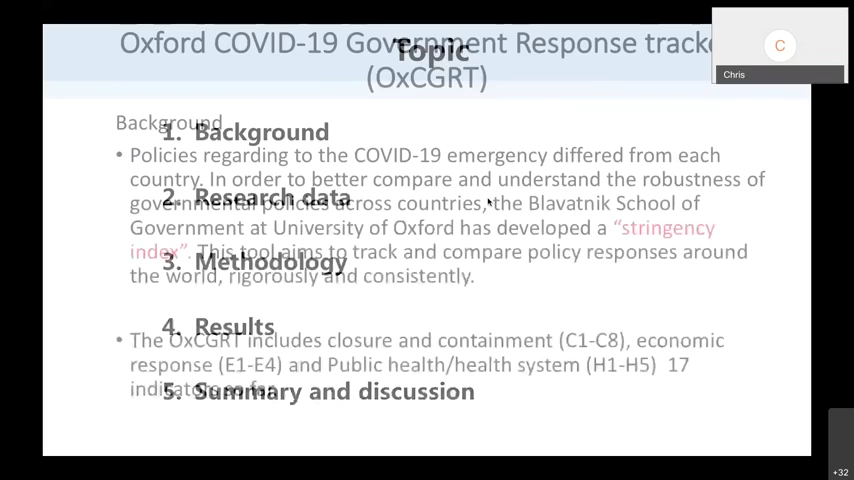 Oxford COVID-19 Government Response tracke
(OxCGRT)
Topic
Background
• Policies regarding to the COVID-19 emergency differed from each
country. In order to better compare and understand the robustness of
governmental policies across countries, the Blavatnik School of
Government at University of Oxford has developed a “stringency
index”. This tool aims to track and compare policy responses around
the world, rigorously and consistently.
• The OxCGRT includes closure and containment (C1-C8), economic
response (E1-E4) and Public health/health system (H1-H5) 17
indicators so far.
1. Background
2. Research data
3. Methodology
4. Results
5. Summary and discussion
C
Chris
+32